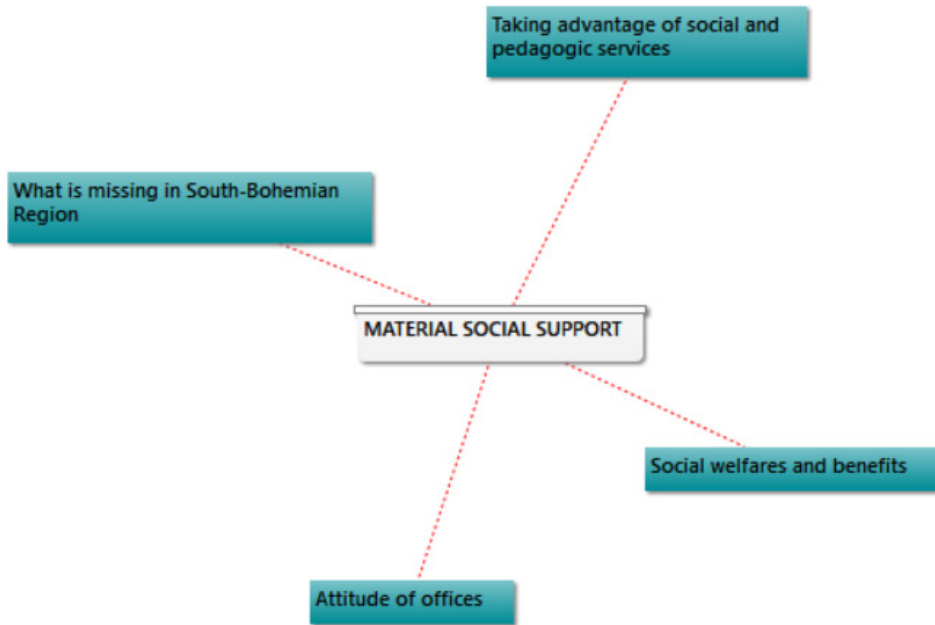 Taking advantage of social and
pedagogic services
What is missing in South-Bohemian
Region
MATERIAL SOCIAL SUPPORT
Social welfares and benefits
Attitude of offices